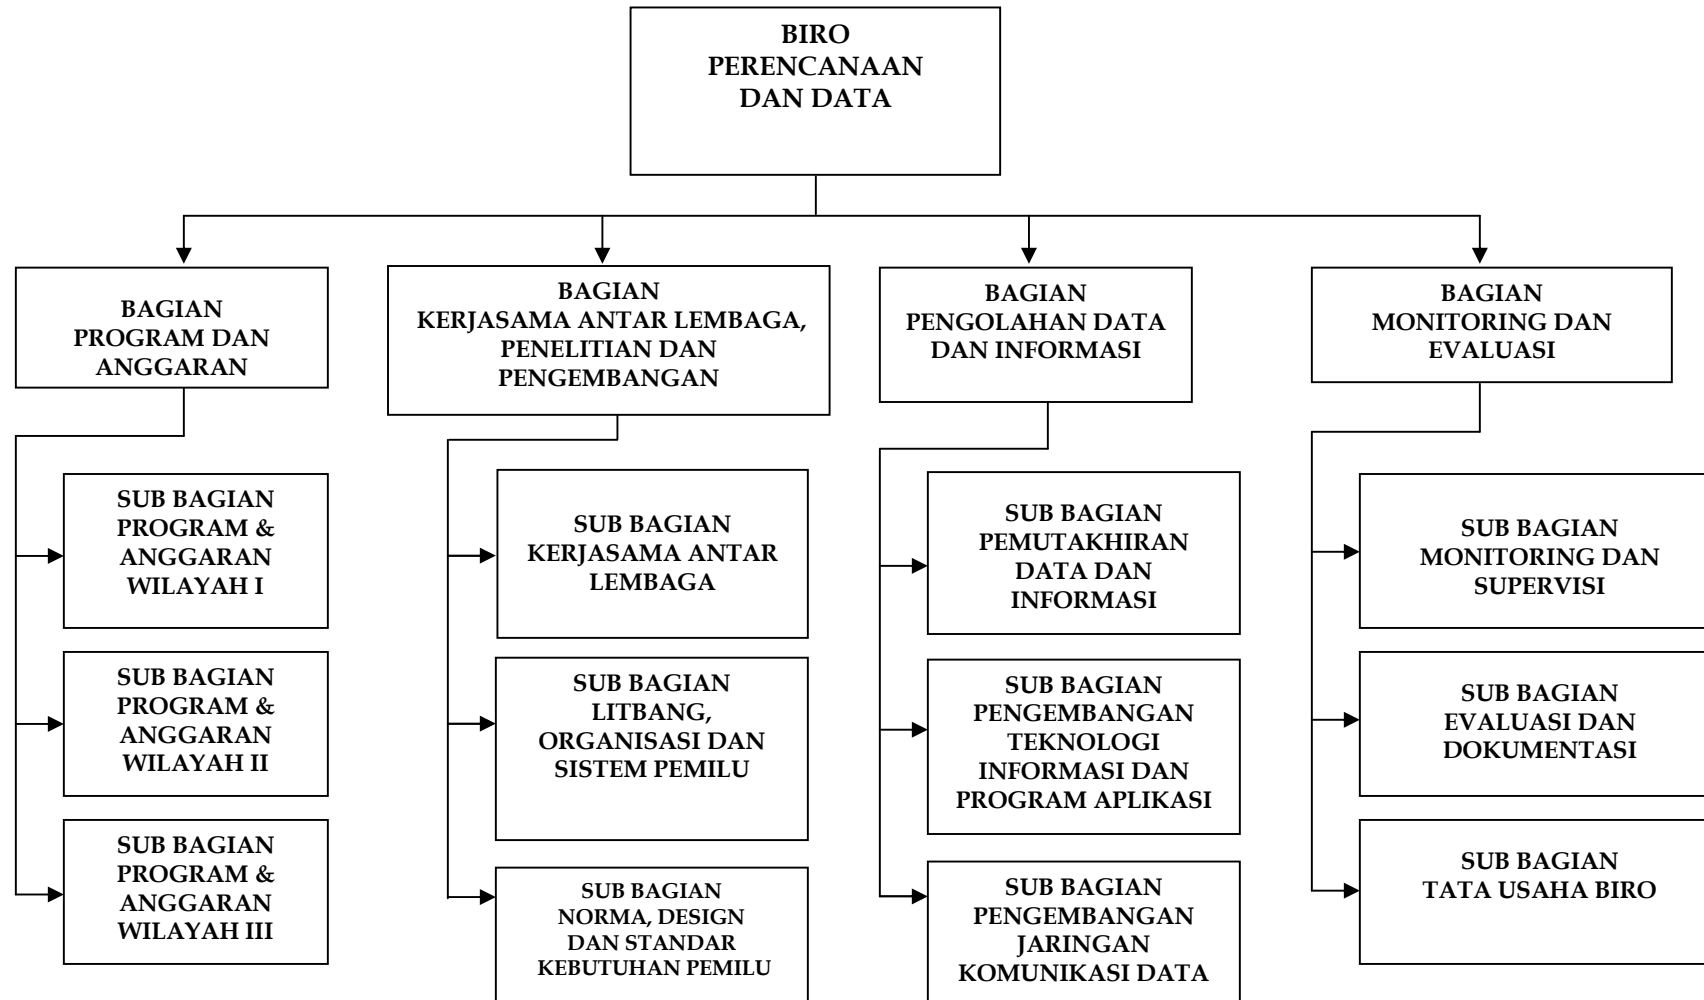 BIRO
PERENCANAAN
DAN DATA
BAGIAN
PROGRAM DAN
ANGGARAN
BAGIAN
KERJASAMA ANTAR LEMBAGA,
PENELITIAN DAN
PENGEMBANGAN
BAGIAN
PENGOLAHAN DATA
DAN INFORMASI
BAGIAN
MONITORING DAN
EVALUASI
SUB BAGIAN
PROGRAM &
ANGGARAN
WILAYAH I
SUB BAGIAN
PROGRAM &
ANGGARAN
WILAYAH II
SUB BAGIAN
PROGRAM &
ANGGARAN
WILAYAH III
SUB BAGIAN
KERJASAMA ANTAR
LEMBAGA
SUB BAGIAN
LITBANG,
ORGANISASI DAN
SISTEM PEMILU
SUB BAGIAN
NORMA, DESIGN
DAN STANDAR
KEBUTUHAN PEMILU
SUB BAGIAN
PEMUTAKHIRAN
DATA DAN
INFORMASI
SUB BAGIAN
PENGEMBANGAN
TEKNOLOGI
INFORMASI DAN
PROGRAM APLIKASI
SUB BAGIAN
PENGEMBANGAN
JARINGAN
KOMUNIKASI DATA
SUB BAGIAN
MONITORING DAN
SUPERVISI
SUB BAGIAN
EVALUASI DAN
DOKUMENTASI
SUB BAGIAN
TATA USAHA BIRO